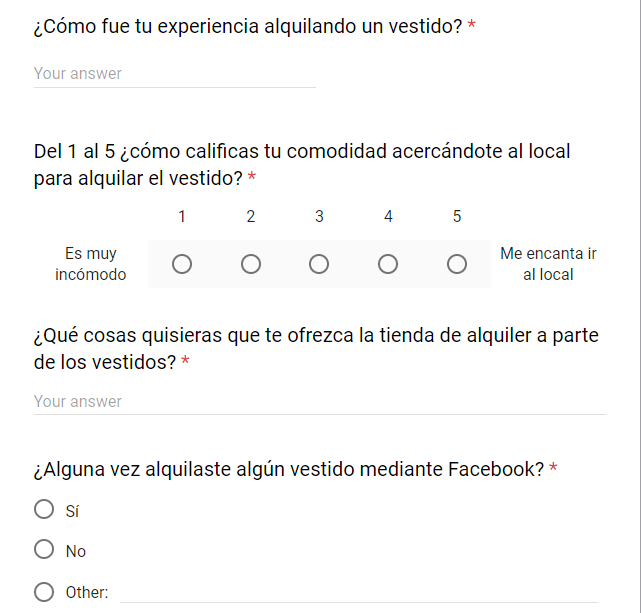 ¿Cómo fue tu experiencia alquilando un vestido? *
Your answer
Del 1 al 5 ¿cómo calificas tu comodidad acercándote al local
para alquilar el vestido? *
1 2 3 4 5
Es muy
incómodo
Me encanta ir
al local
¿Qué cosas quisieras que te ofrezca la tienda de alquiler a parte
de los vestidos? *
Your answer
¿Alguna vez alquilaste algún vestido mediante Facebook? *
Sí
No
Other: